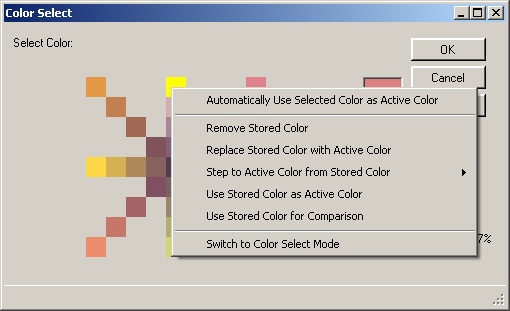 Color Select
Select Color:
OK
Cancel
Automatically Use Selected Color as Active Color
Remove Stored Color
Replace Stored Color with Active Color
Step to Active Color from Stored Color
Use Stored Color as Active Color
Use Stored Color for Comparison
7%
Switch to Color Select Mode